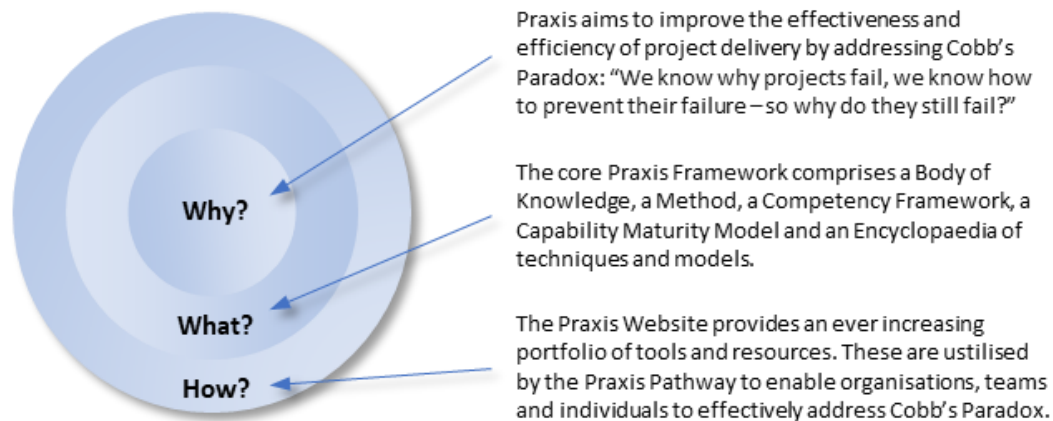 Praxis aims to improve the effectiveness and
efficiency of project delivery by addressing Cobb's
Paradox: “We know why projects fail, we know how
to prevent their failure – so why do they still fail?”
Why?
The core Praxis Framework comprises a Body of
Knowledge, a Method, a Competency Framework, a
Capability Maturity Model and an Encyclopaedia of
techniques and models.
What?
The Praxis Website provides an ever increasing
portfolio of tools and resources. These are ustilised
by the Praxis Pathway to enable organisations, teams
and individuals to effectively address Cobb's Paradox.
How?